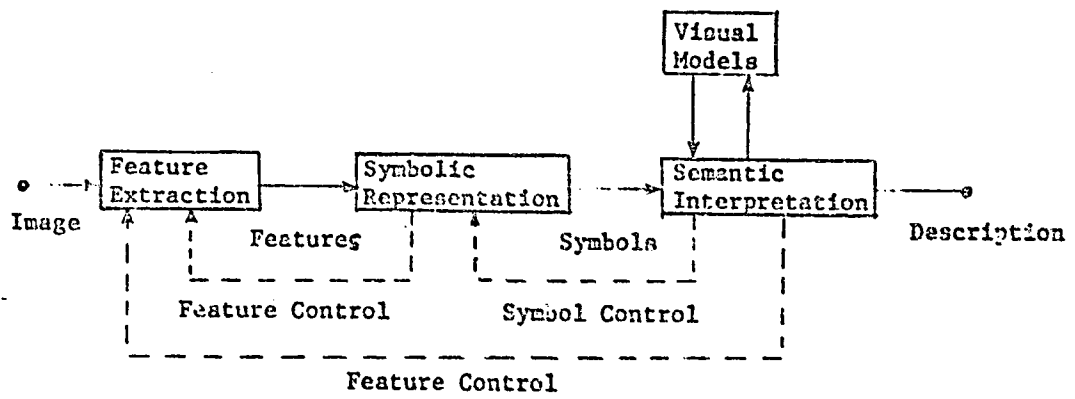 Visual
Models
Feature
Extraction
Symbolic
Representation
Semantic
Interpretation
Image
Features
Symbols
Description
Feature Control
Symbol Control
Feature Control